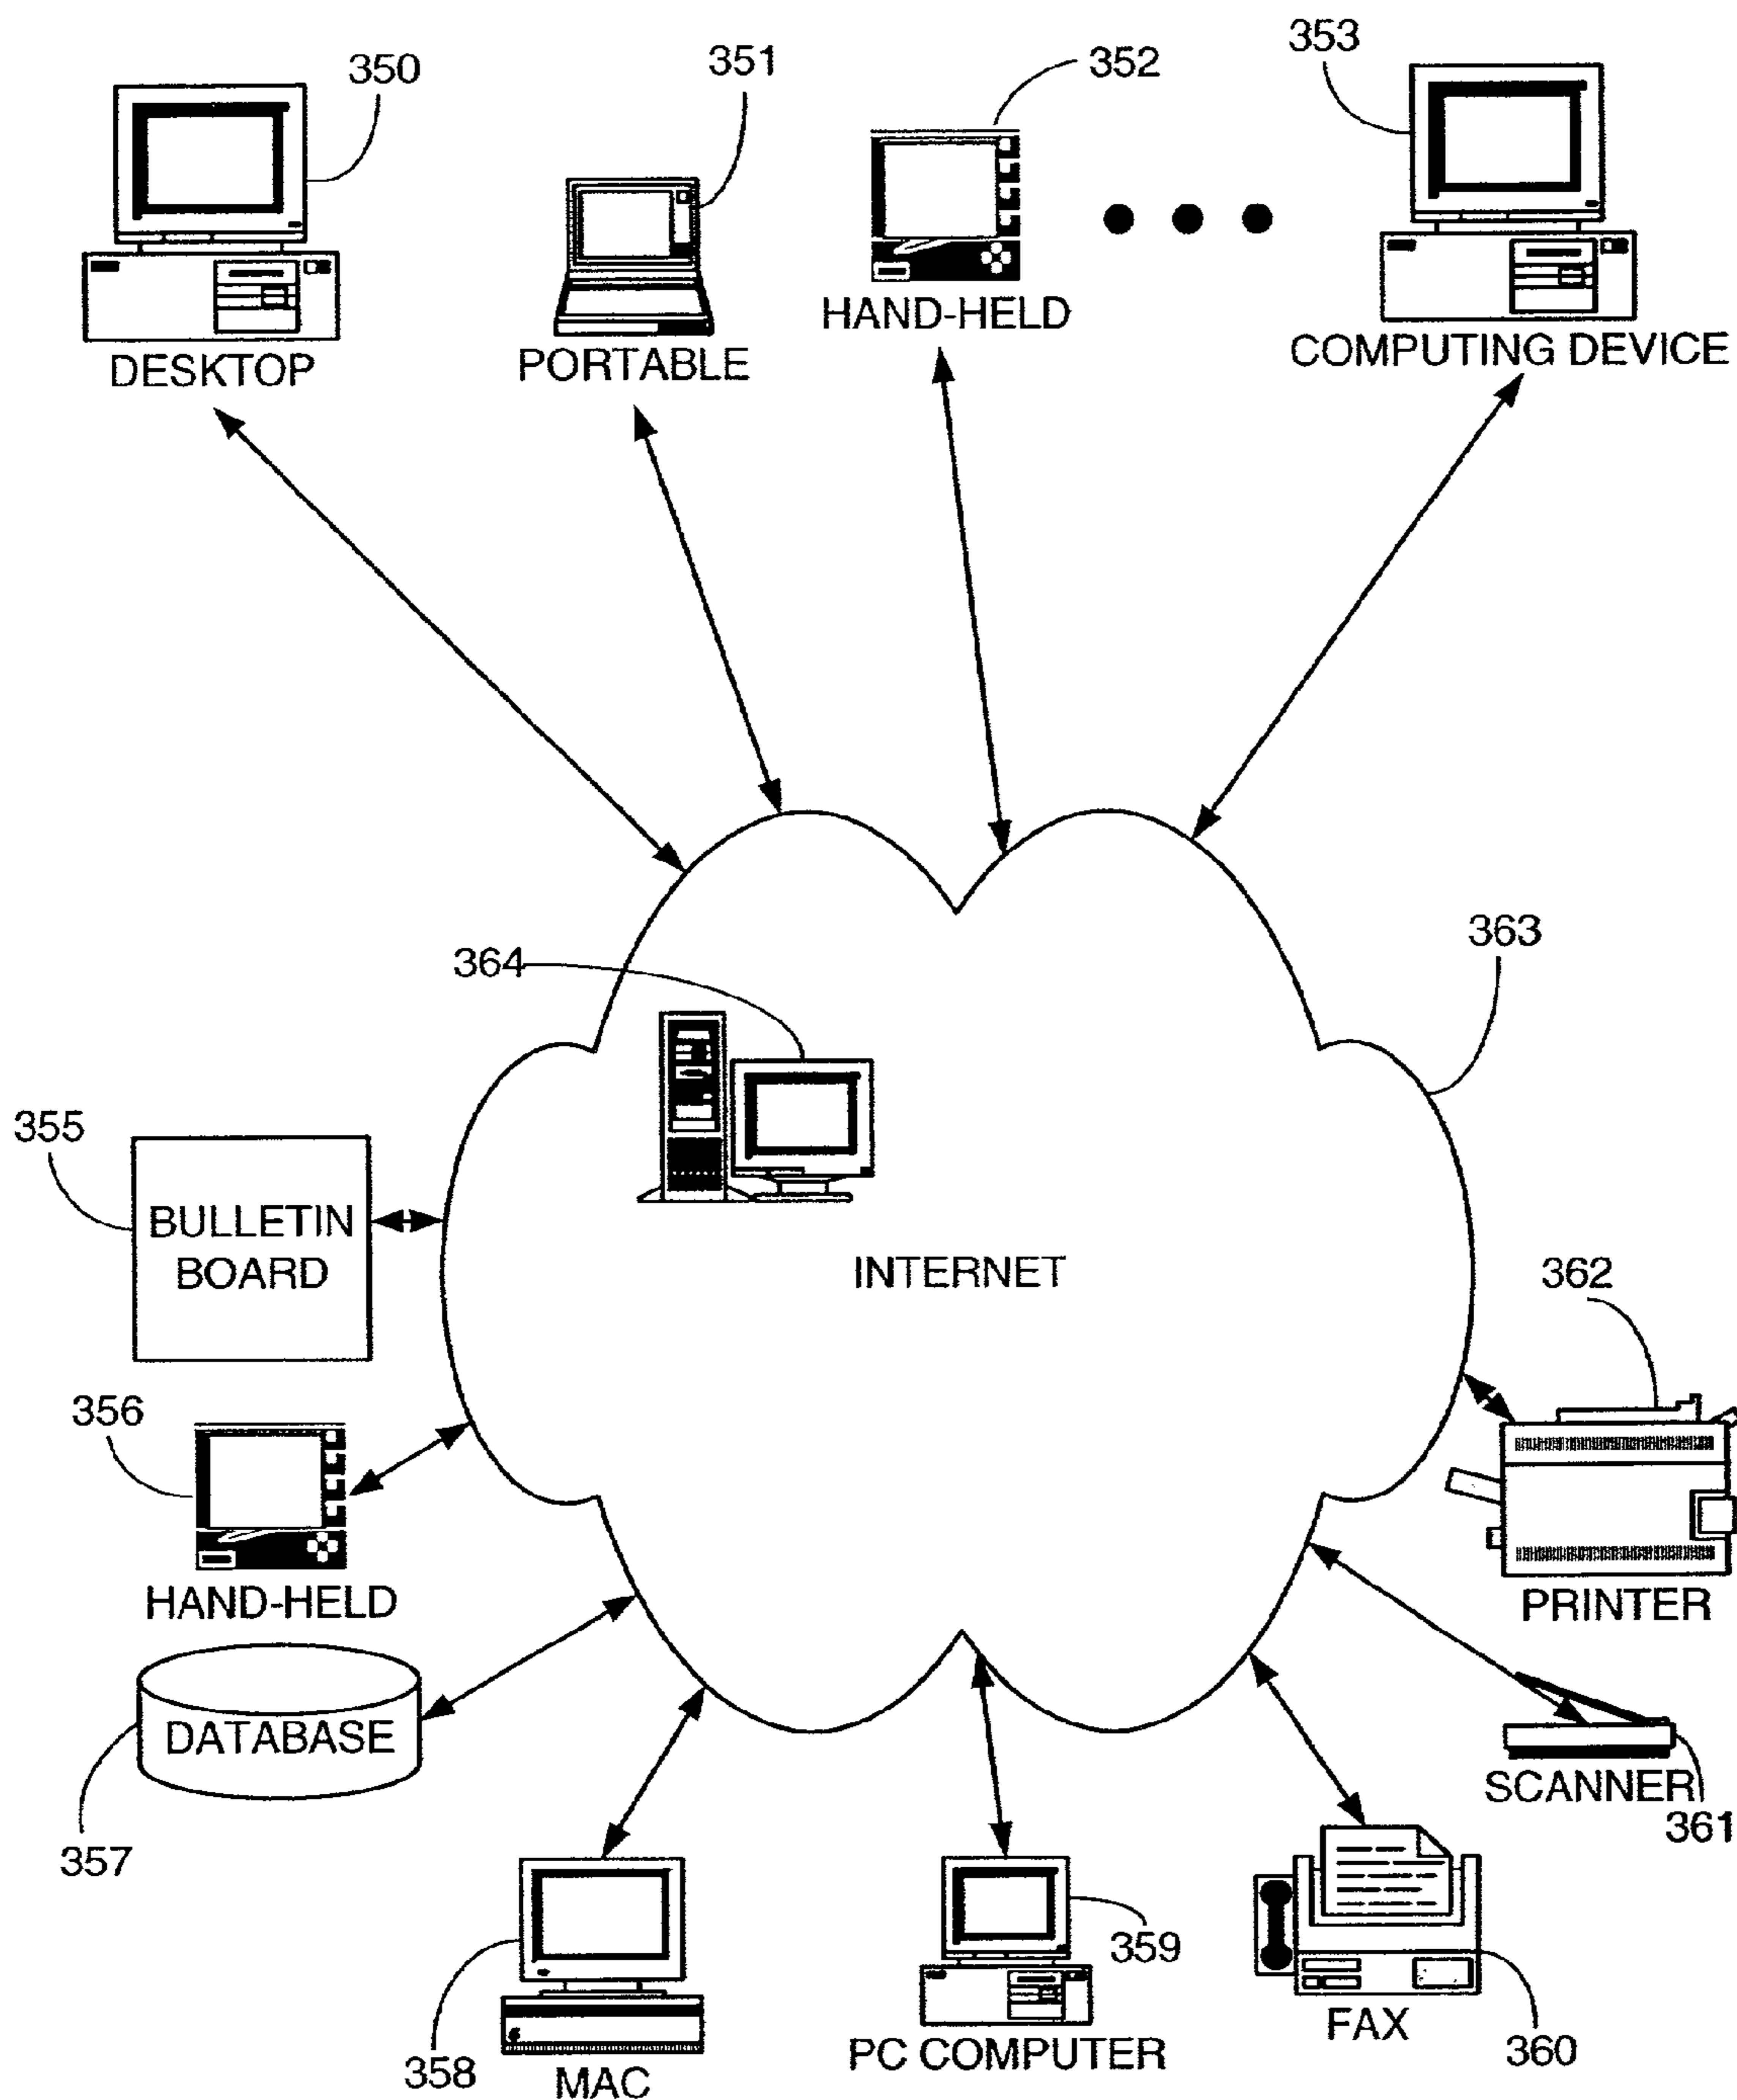 350
351
352
353
DESKTOP
PORTABLE
HAND-HELD
COMPUTING DEVICE
363
364
355
BULLETIN
BOARD
INTERNET
362
356
HAND-HELD
PRINTER
DATABASE
SCANNER
361
357
359
358
MAC
PC COMPUTER
FAX
360